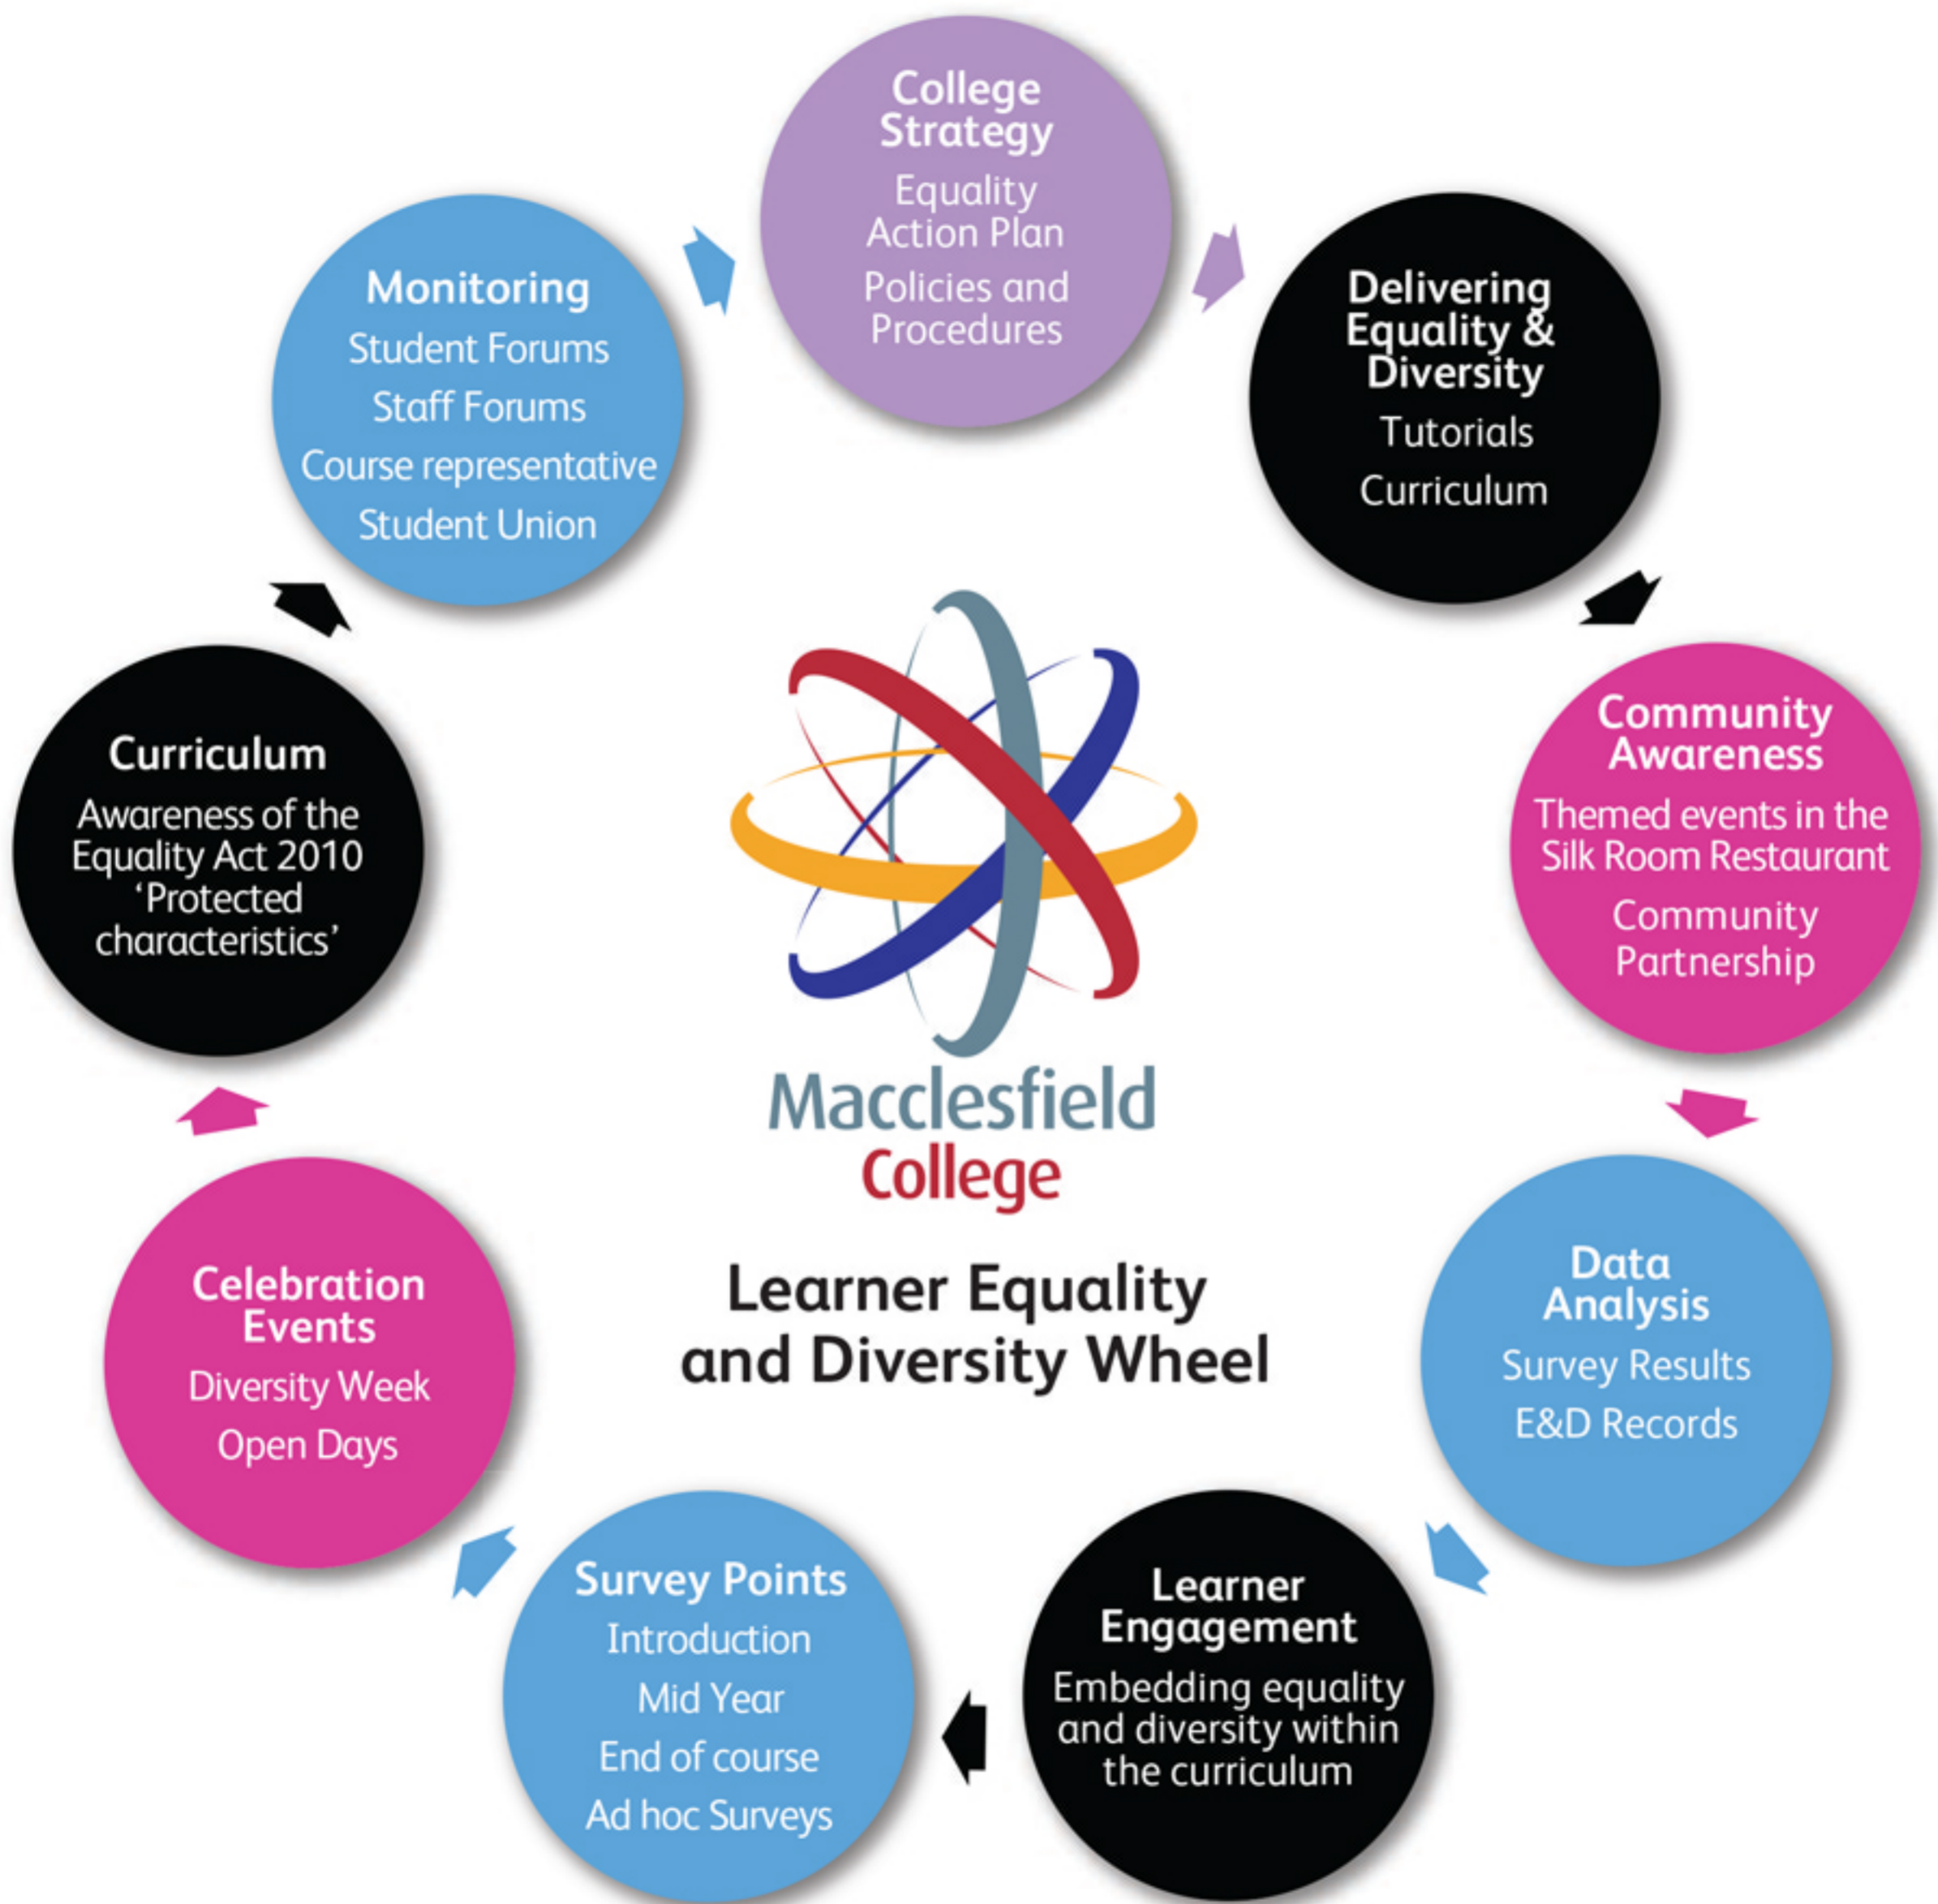 College
Strategy
Equality
Action Plan
Policies and
Procedures
Delivering
Equality &
Diversity
Tutorials
Curriculum
Community
Awareness
Themed events in the
Silk Room Restaurant
Community
Partnership
Data
Analysis
Survey Results
E&D Records
Learner
Engagement
Embedding equality
and diversity within
the curriculum
Survey Points
Introduction
Mid Year
End of course
Ad hoc Surveys
Celebration
Events
Diversity Week
Open Days
Curriculum
Awareness of the
Equality Act 2010
‘Protected
characteristics’
Monitoring
Student Forums
Staff Forums
Course representative
Student Union
Macclesfield
College
Learner Equality
and Diversity Wheel